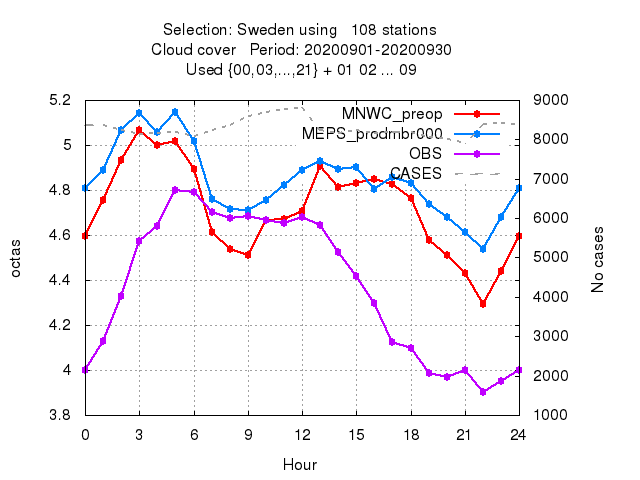 Selection: Sweden using   108 stations
Cloud cover   Period: 20200901-20200930
Used {00,03,...,21} + 01 02 ... 09
5.2
5
4.8
4.6
4.4
4.2
4
3.8
octas
MNWC_preop
MEPS_prodmbr000
OBS
CASES
9000
8000
7000
6000
5000
4000
3000
2000
1000
No cases
0 3 6 9 12 15 18 21 24
Hour